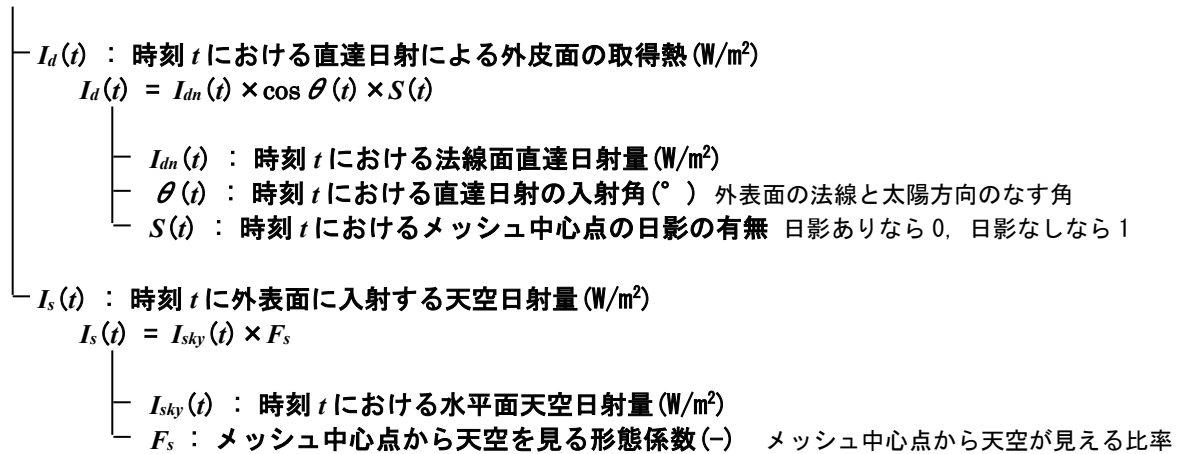 Id(t) : 時刻 t における直達日射による外皮面の取得熱(W/m²)
Id(t) = Idn(t)×cos θ(t)×S(t)
Idn(t) : 時刻 t における法線面直達日射量(W/m²)
θ(t) : 時刻 t における直達日射の入射角(°) 外表面の法線と太陽方向のなす角
S(t) : 時刻 t におけるメッシュ中心点の日影の有無 日影ありなら 0, 日影なしなら 1
Is(t) : 時刻 t に外表面に入射する天空日射量(W/m²)
Is(t) = Isky(t)×Fs
Isky(t) : 時刻 t における水平面天空日射量(W/m²)
Fs : メッシュ中心点から天空を見る形態係数(-) メッシュ中心点から天空が見える比率